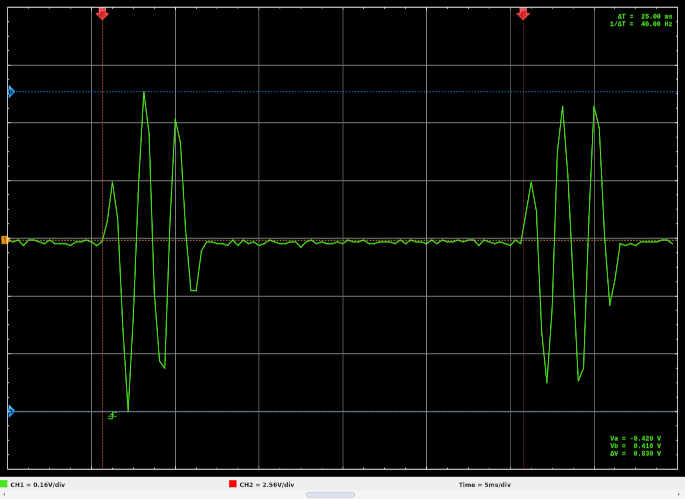 ΔT = 25.00 ms
1/ΔT = 40.00 Hz
T
Va = -0.420 V
Vb = 0.410 V
ΔV = 0.830 V
CH1 = 0.16V/div
CH2 = 2.56V/div
Time = 5ms/div